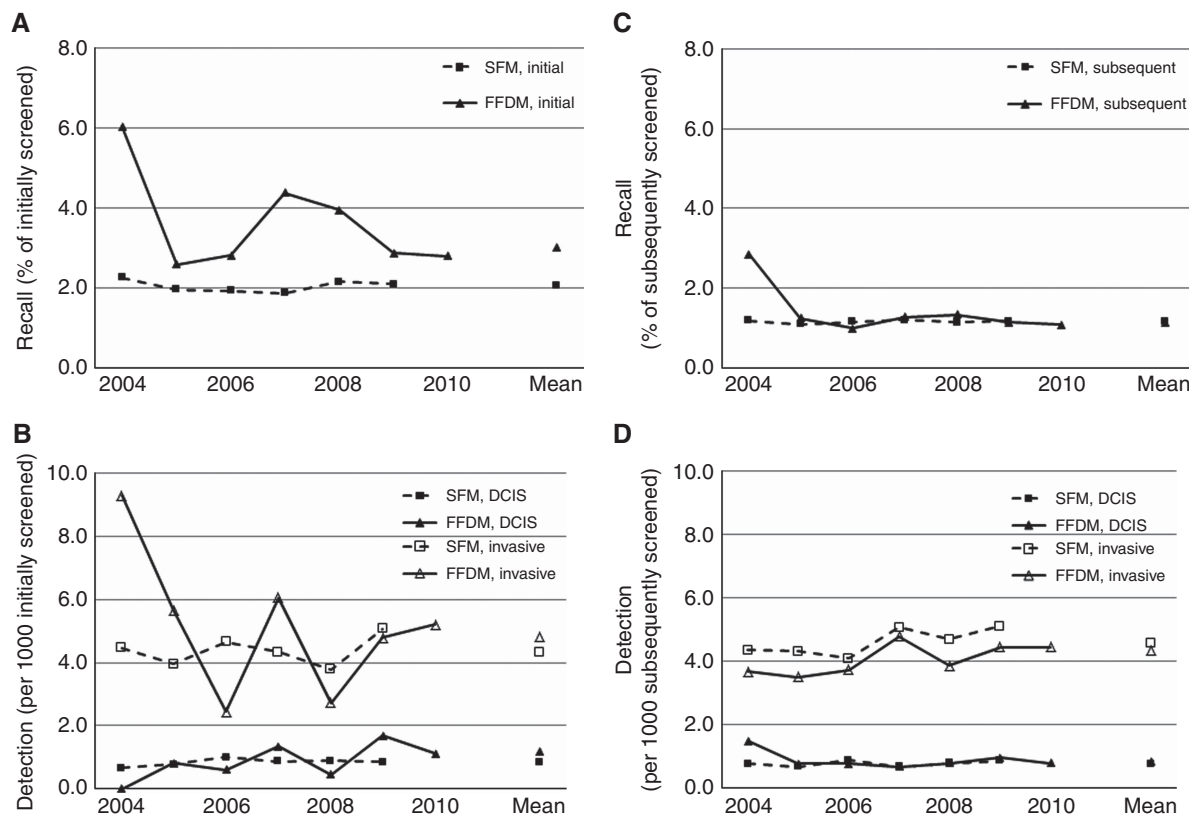 A
Recall (% of initially screened)
8.0
6.0
4.0
2.0
0.0
SFM, initial
FFDM, initial
2004 2006 2008 2010 Mean
B
Detection (per 1000 initially screened)
10.0
8.0
6.0
4.0
2.0
0.0
SFM, DCIS
FFDM, DCIS
SFM, invasive
FFDM, invasive
2004 2006 2008 2010 Mean
C
Recall
(% of subsequently screened)
8.0
6.0
4.0
2.0
0.0
SFM, subsequent
FFDM, subsequent
2004 2006 2008 2010 Mean
D
Detection
(per 1000 subsequently screened)
10.0
8.0
6.0
4.0
2.0
0.0
SFM, DCIS
FFDM, DCIS
SFM, invasive
FFDM, invasive
2004 2006 2008 2010 Mean